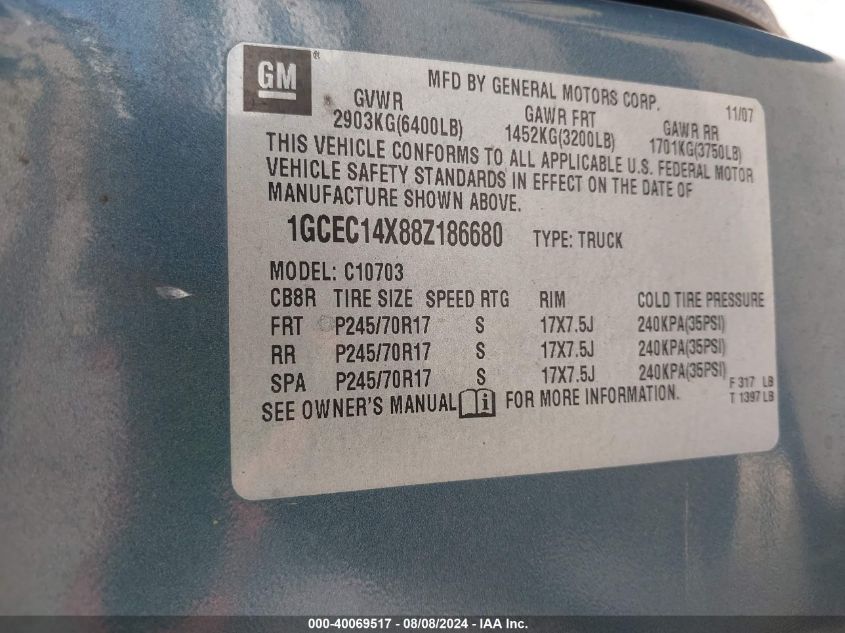 GM ®
MFD BY GENERAL MOTORS CORP. 11/07
GVWR GAWR FRT GAWR RR
2903KG(6400LB) 1452KG(3200LB) 1701KG(3750LB)
THIS VEHICLE CONFORMS TO ALL APPLICABLE U.S. FEDERAL MOTOR
VEHICLE SAFETY STANDARDS IN EFFECT ON THE DATE OF
MANUFACTURE SHOWN ABOVE.
1GCEC14X88Z186680 TYPE: TRUCK
MODEL: C10703
CB8R TIRE SIZE SPEED RTG RIM COLD TIRE PRESSURE
FRT P245/70R17 S 17X7.5J 240KPA(35PSI)
RR P245/70R17 S 17X7.5J 240KPA(35PSI)
SPA P245/70R17 S 17X7.5J 240KPA(35PSI)
F 317 LB
SEE OWNER'S MANUAL i FOR MORE INFORMATION. T 1397 LB
000-40069517 - 08/08/2024 - IAA Inc.